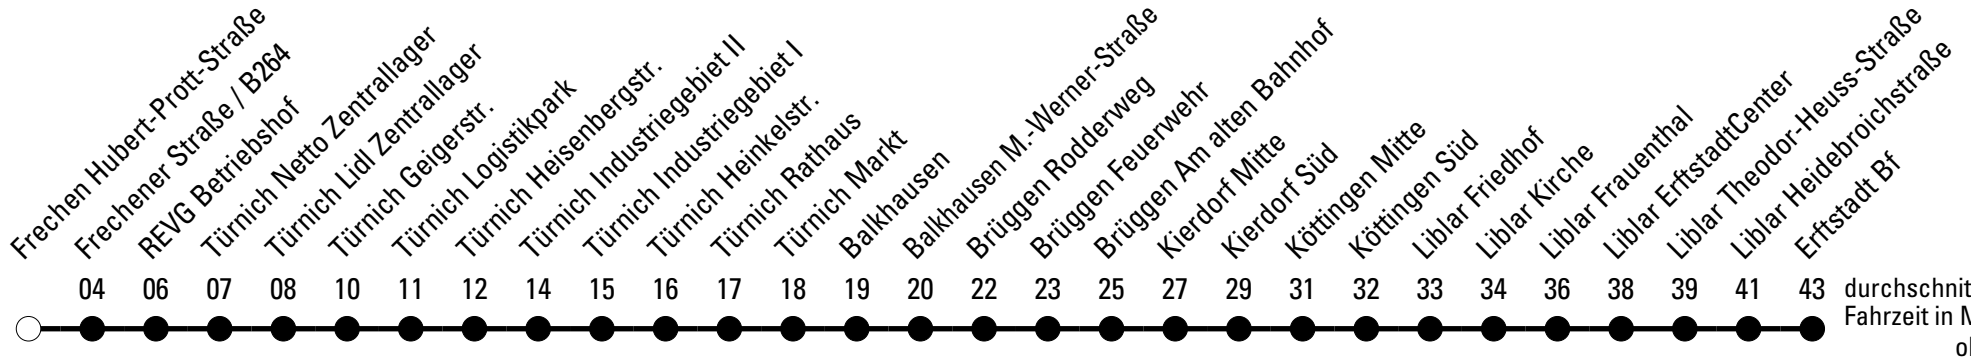 Frechen Hubert-Prott-Straße
Frechener Straße / B264
REVG Betriebshof
Türnich Netto Zentrallager
Türnich Lidl Zentrallager
Türnich Geigerstr.
Türnich Logistikpark
Türnich Heisenbergstr.
Türnich Industriegebiet II
Türnich Industriegebiet I
Türnich Heinkelstr.
Türnich Rathaus
Türnich Markt
Balkhausen
Balkhausen M.-Werner-Straße
Brüggen Rodderweg
Brüggen Feuerwehr
Brüggen Am alten Bahnhof
Kierdorf Mitte
Kierdorf Süd
Köttingen Mitte
Köttingen Süd
Liblar Friedhof
Liblar Kirche
Liblar Frauenthal
Liblar ErftstadtCenter
Liblar Theodor-Heuss-Straße
Liblar Heidebroichstraße
Erftstadt Bf
04 06 07 08 10 11 12 14 15 16 17 18 19 20 22 23 25 27 29 31 32 33 34 36 38 39 41 43 durchschnit
Fahrzeit in M